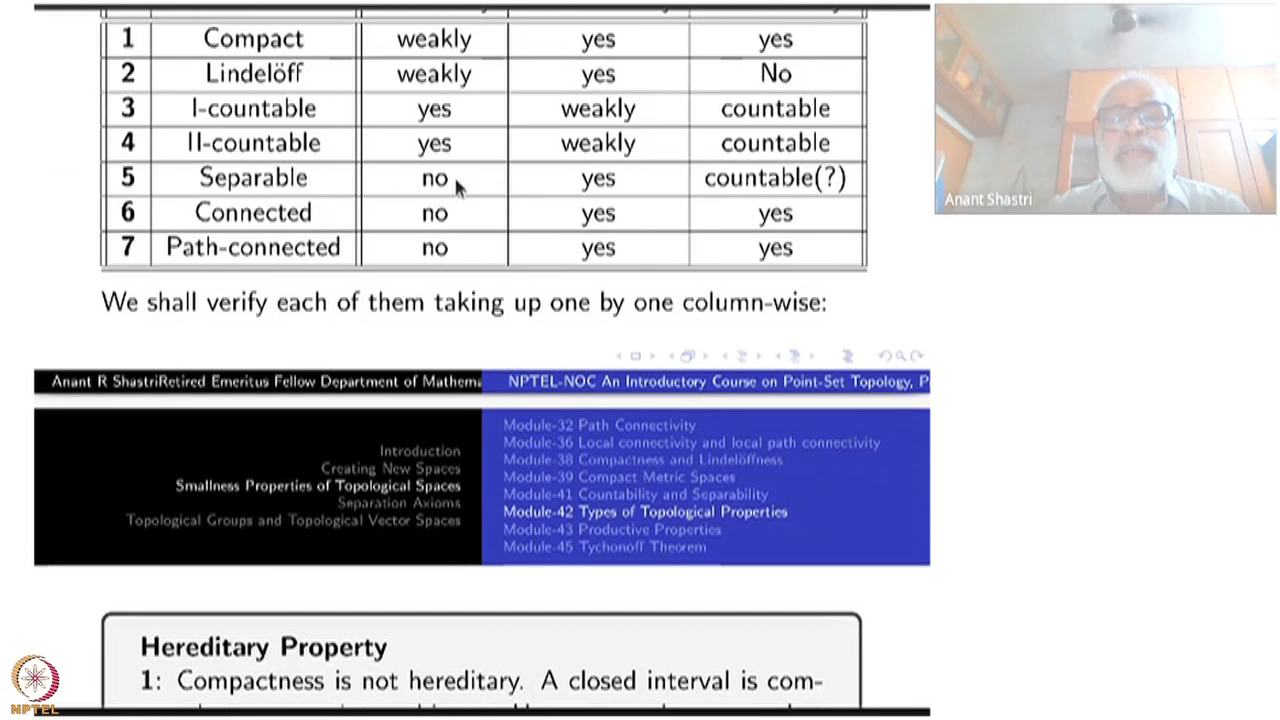 1 Compact weakly yes yes
2 Lindelöff weakly yes No
3 I-countable yes weakly countable
4 II-countable yes weakly countable
5 Separable no yes countable(?)
6 Connected no yes yes
7 Path-connected no yes yes
We shall verify each of them taking up one by one column-wise:
Anant R ShastriRetired Emeritus Fellow Department of Mathema
NPTEL-NOC An Introductory Course on Point-Set Topology, P
Introduction
Creating New Spaces
Smallness Properties of Topological Spaces
Separation Axioms
Topological Groups and Topological Vector Spaces
Module-32 Path Connectivity
Module-36 Local connectivity and local path connectivity
Module-38 Compactness and Lindelöffness
Module-39 Compact Metric Spaces
Module-41 Countability and Separability
Module-42 Types of Topological Properties
Module-43 Productive Properties
Module-45 Tychonoff Theorem
Hereditary Property
1: Compactness is not hereditary. A closed interval is com-
Anant Shastri
NPTEL